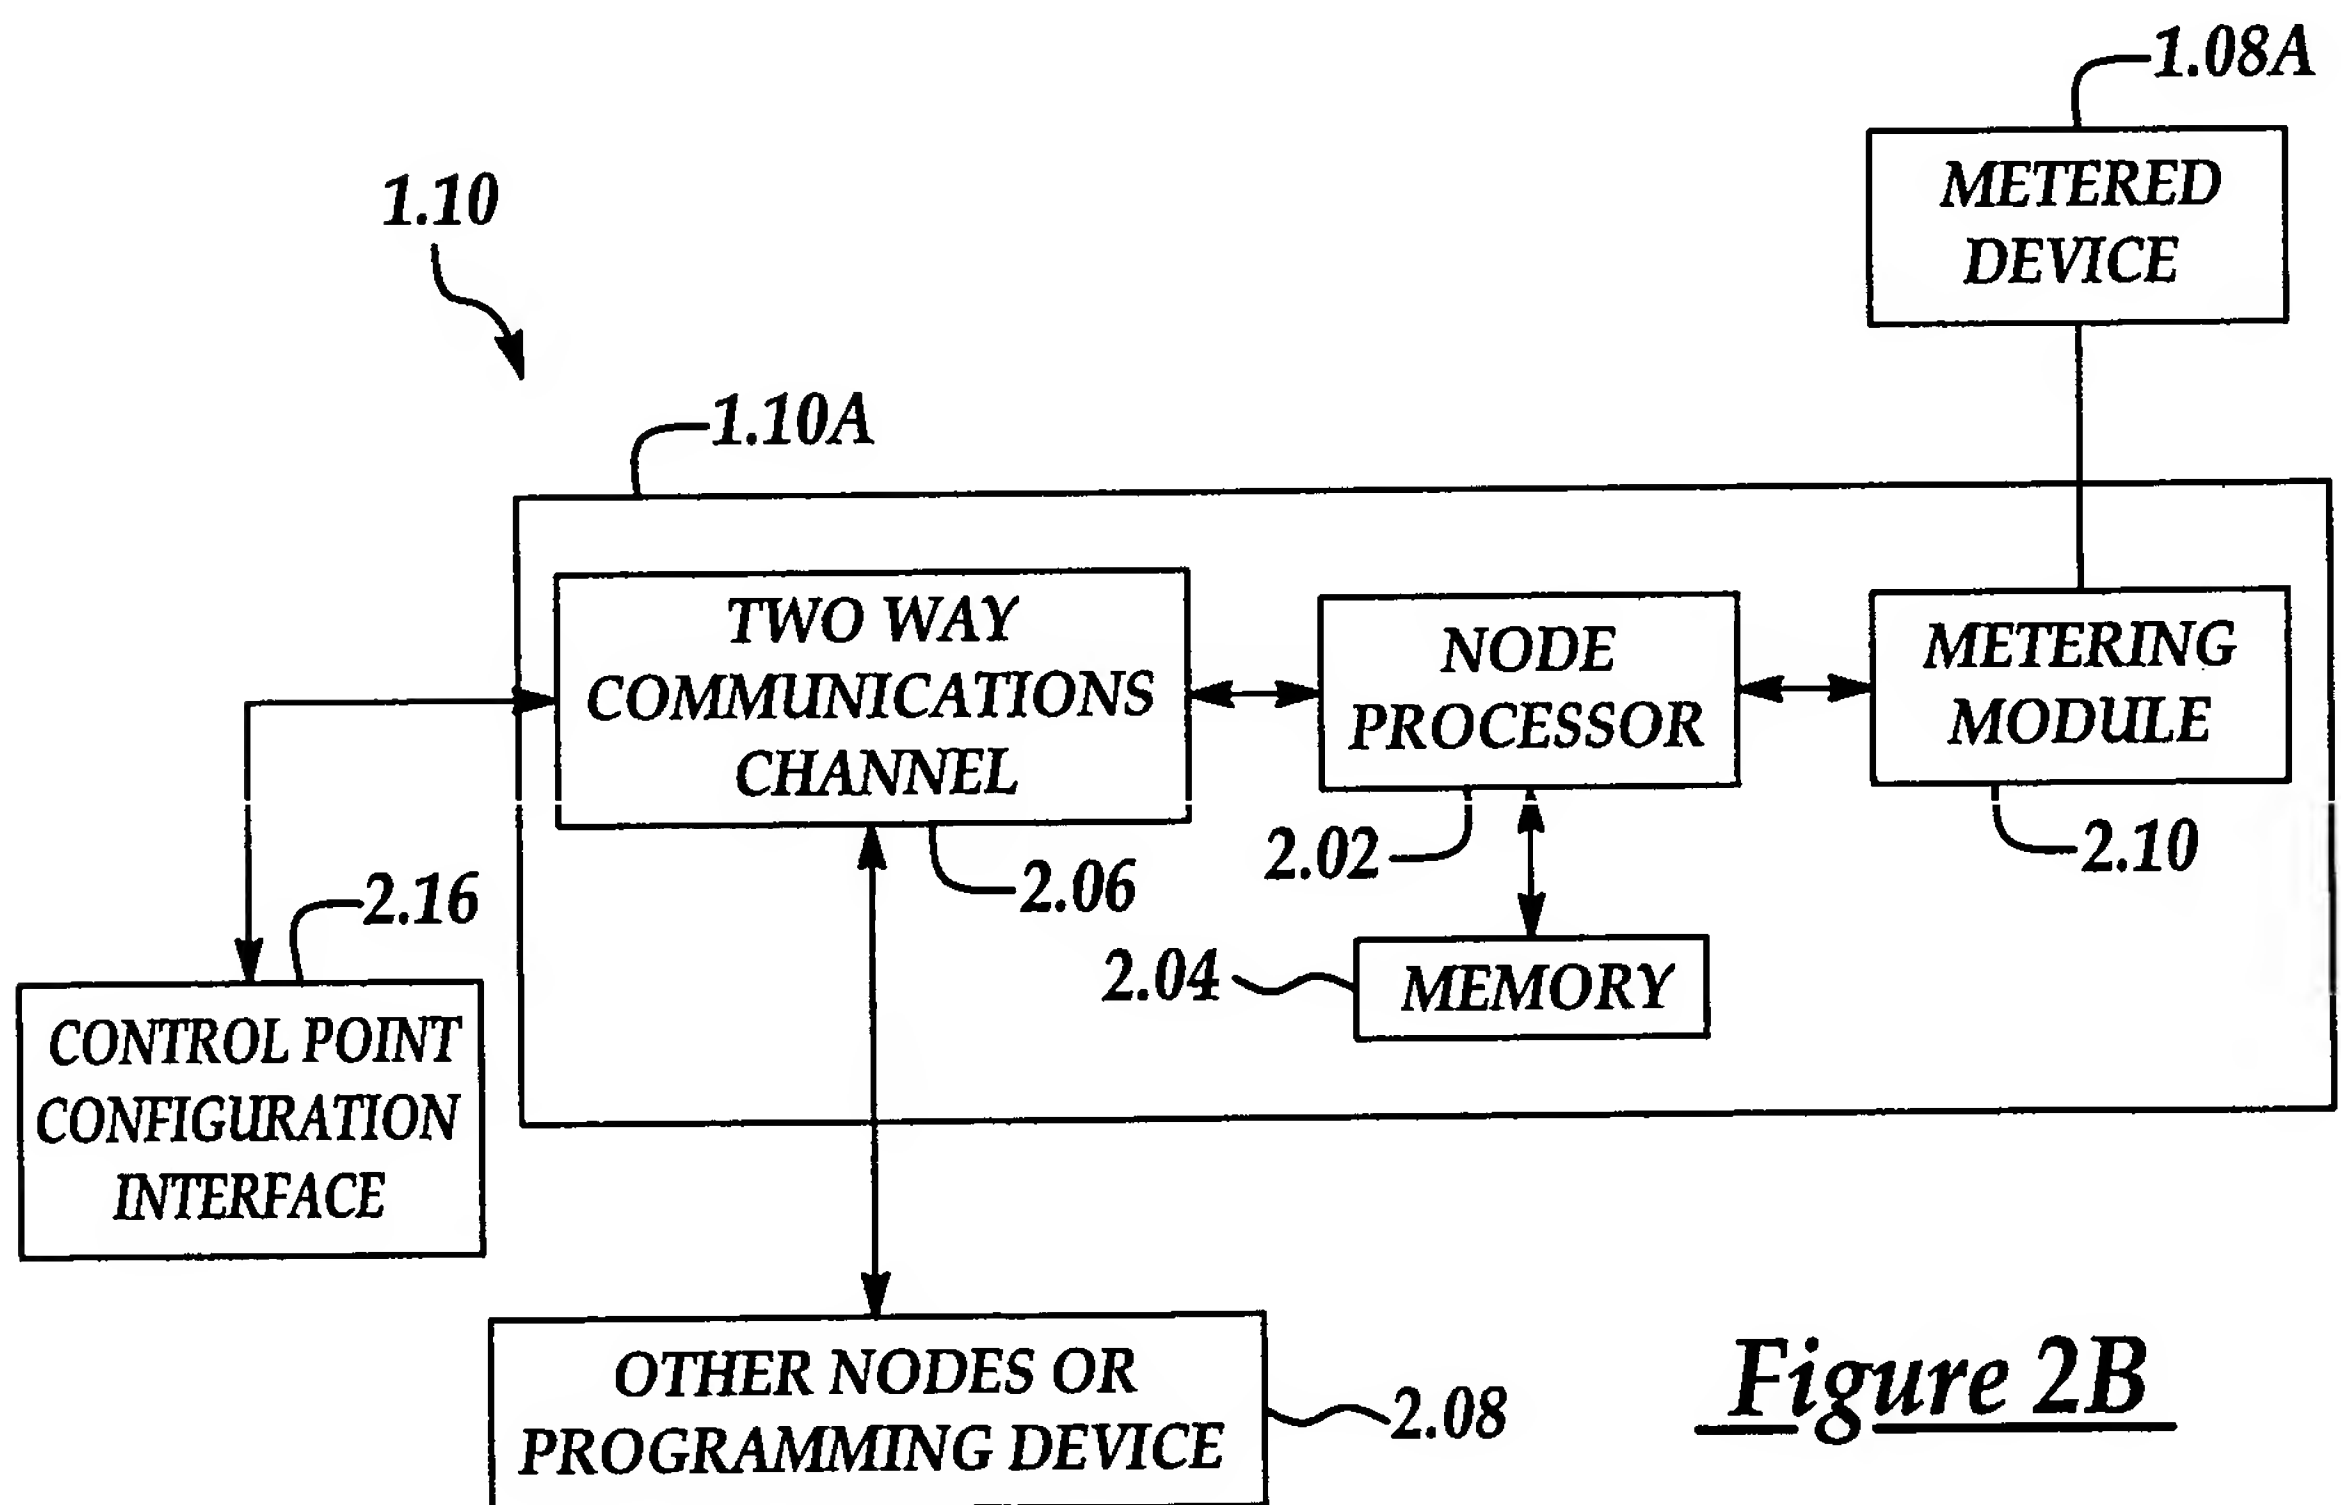 1.08A
METERED
DEVICE
1.10
1.10A
TWO WAY
COMMUNICATIONS
CHANNEL
NODE
PROCESSOR
METERING
MODULE
2.02
2.10
2.06
2.16
2.04
MEMORY
CONTROL POINT
CONFIGURATION
INTERFACE
OTHER NODES OR
PROGRAMMING DEVICE
2.08
Figure 2B